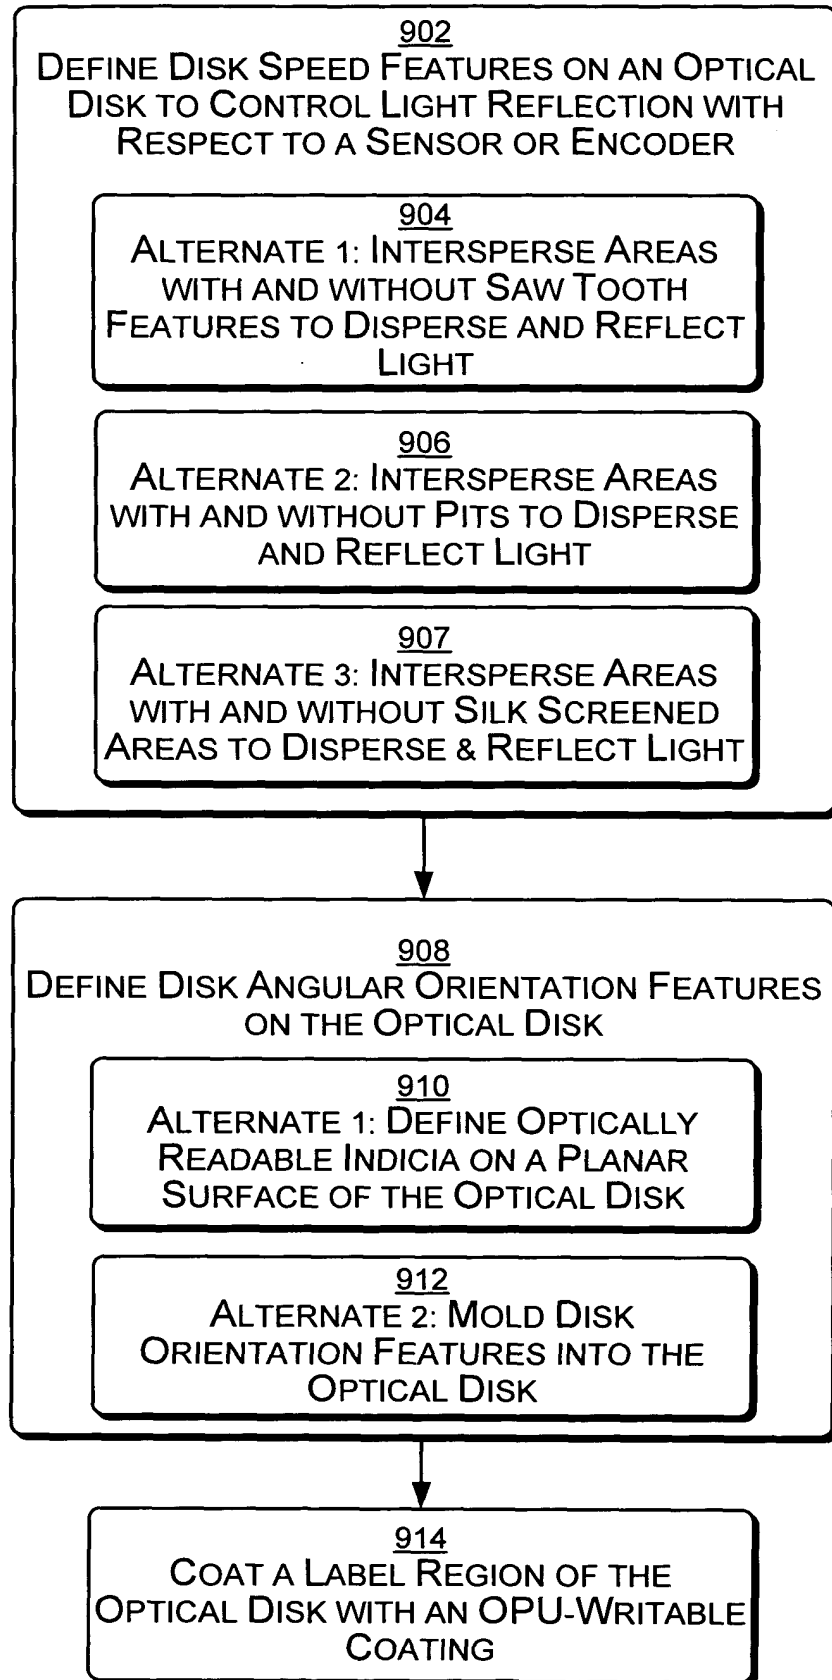 902
DEFINE DISK SPEED FEATURES ON AN OPTICAL
DISK TO CONTROL LIGHT REFLECTION WITH
RESPECT TO A SENSOR OR ENCODER
904
ALTERNATE 1: INTERSPERSE AREAS
WITH AND WITHOUT SAW TOOTH
FEATURES TO DISPERSE AND REFLECT
LIGHT
906
ALTERNATE 2: INTERSPERSE AREAS
WITH AND WITHOUT PITS TO DISPERSE
AND REFLECT LIGHT
907
ALTERNATE 3: INTERSPERSE AREAS
WITH AND WITHOUT SILK SCREENED
AREAS TO DISPERSE & REFLECT LIGHT
908
DEFINE DISK ANGULAR ORIENTATION FEATURES
ON THE OPTICAL DISK
910
ALTERNATE 1: DEFINE OPTICALLY
READABLE INDICIA ON A PLANAR
SURFACE OF THE OPTICAL DISK
912
ALTERNATE 2: MOLD DISK
ORIENTATION FEATURES INTO THE
OPTICAL DISK
914
COAT A LABEL REGION OF THE
OPTICAL DISK WITH AN OPU-WRITABLE
COATING